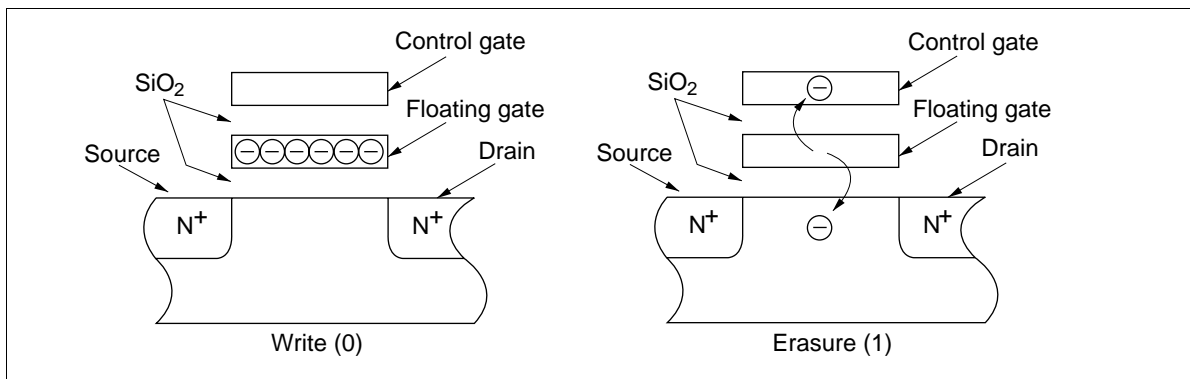 Control gate
SiO2
Floating gate
Source
Drain
N+
N+
Write (0)
Control gate
SiO2
Floating gate
Source
Drain
N+
N+
Erasure (1)